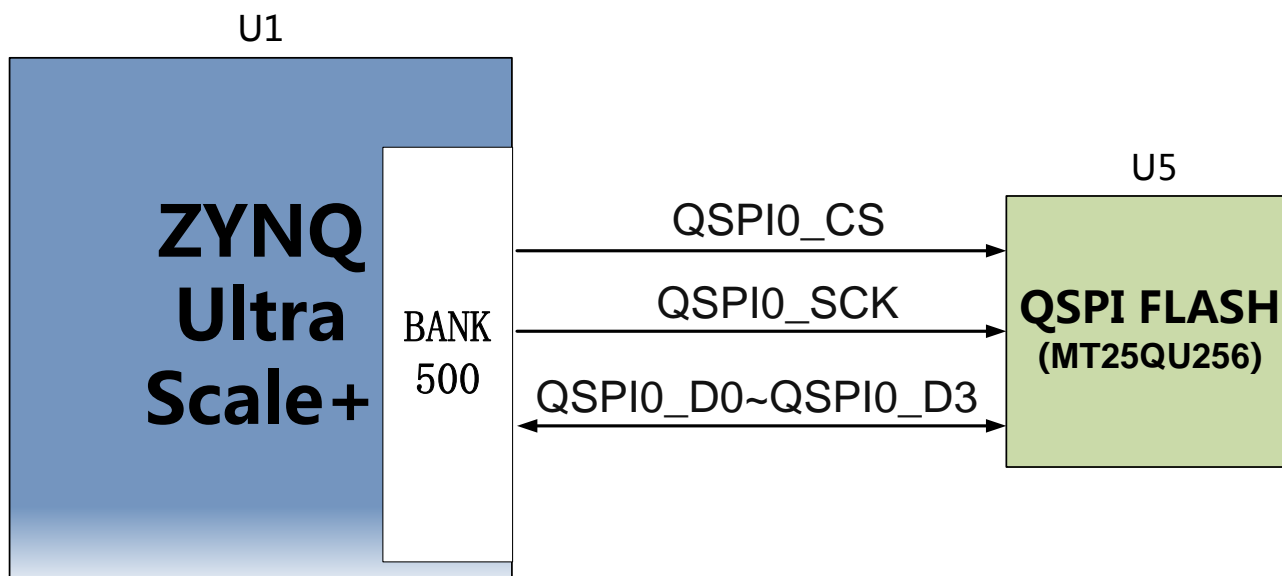 U1
ZYNQ
Ultra
Scale+
BANK
500
QSPI0_CS
QSPI0_SCK
QSPI0_D0~QSPI0_D3
U5
QSPI FLASH
(MT25QU256)